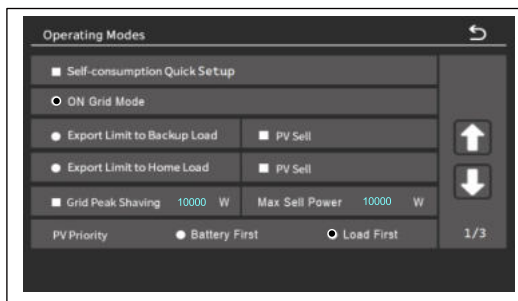 Operating Modes
Self-consumption Quick Setup
ON Grid Mode
Export Limit to Backup Load PV Sell
Export Limit to Home Load PV Sell
Grid Peak Shaving 10000 W Max Sell Power 10000 W
PV Priority Battery First Load First 1/3